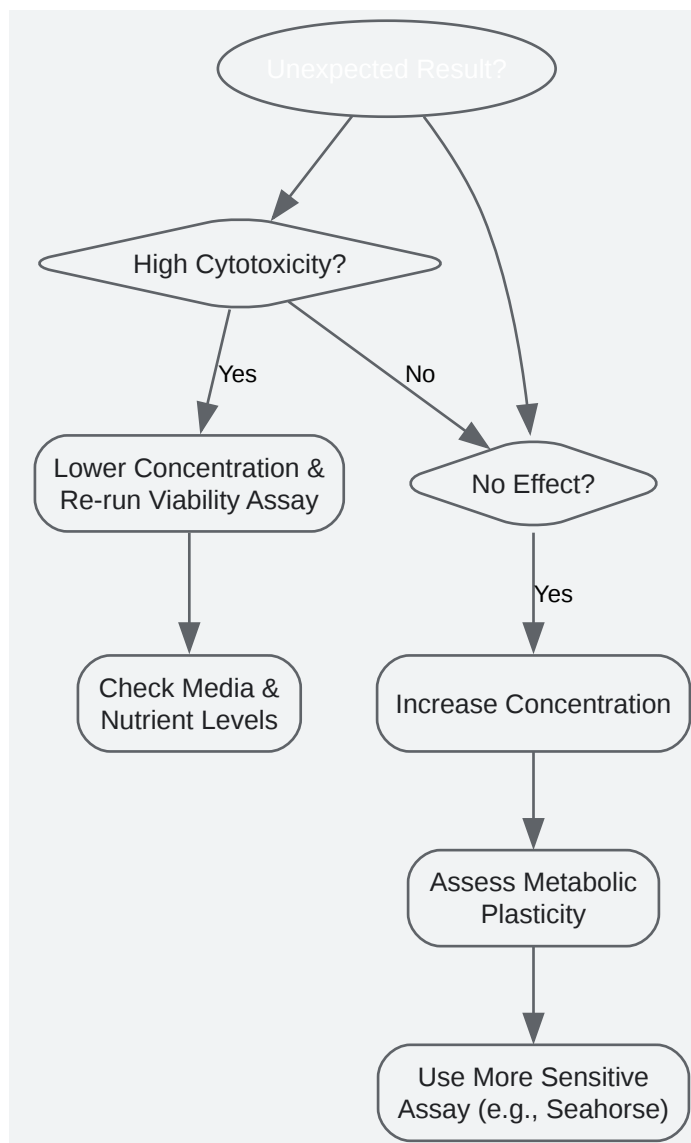 Unexpected Result?
High Cytotoxicity?
Yes
No
Lower Concentration &
Re-run Viability Assay
No Effect?
Yes
Check Media &
Nutrient Levels
Increase Concentration
Assess Metabolic
Plasticity
Use More Sensitive
Assay (e.g., Seahorse)